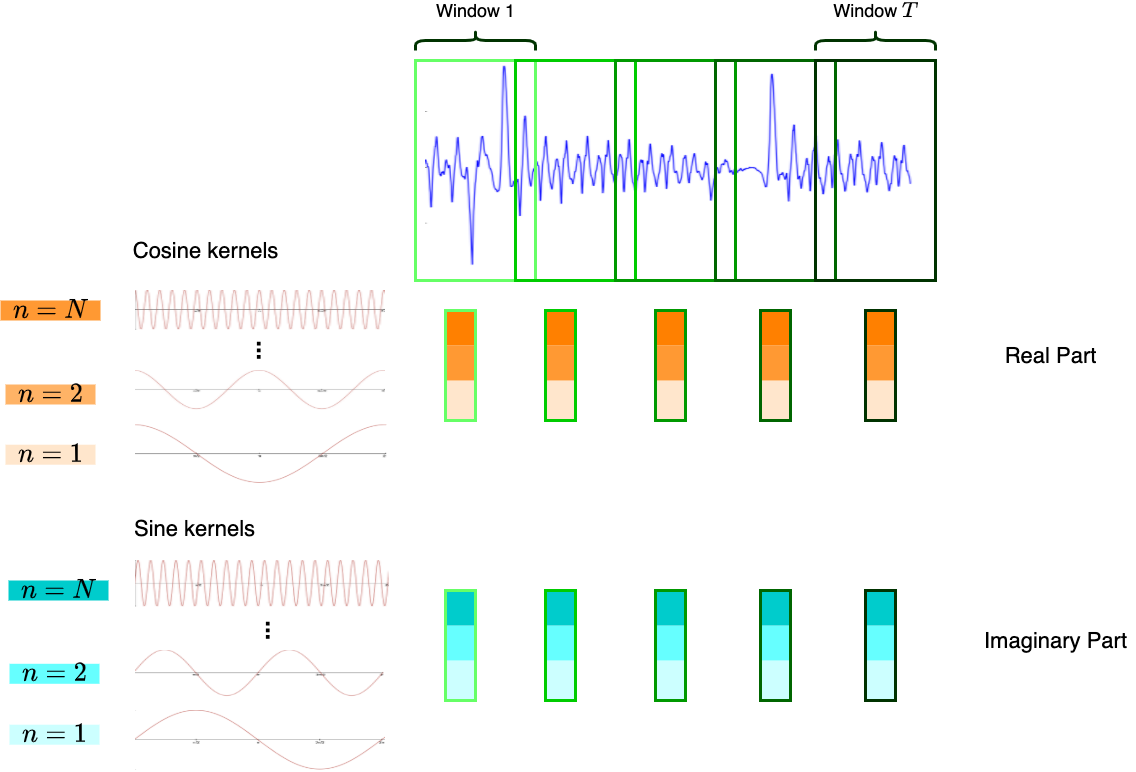 Window 1
Window T
Cosine kernels
n = N
⋮
n = 2
n = 1
Real Part
Sine kernels
n = N
⋮
n = 2
n = 1
Imaginary Part